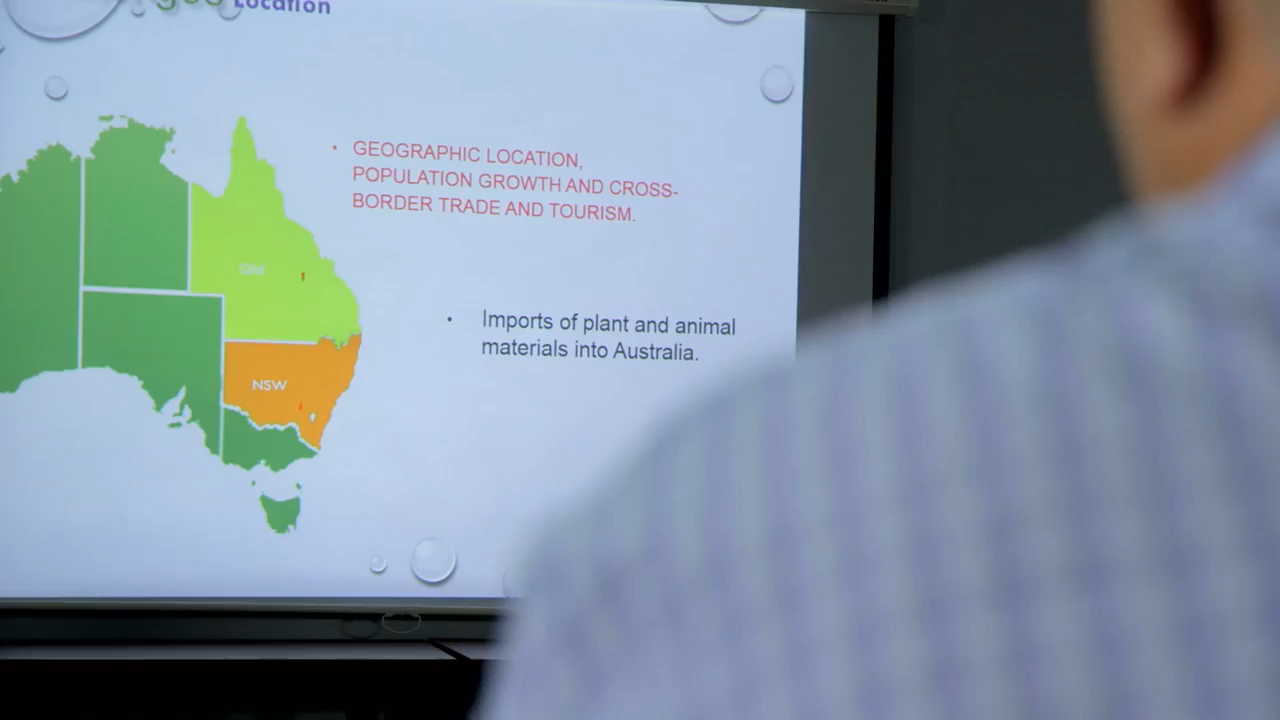 geo Location
GEOGRAPHIC LOCATION,
POPULATION GROWTH AND CROSS-
BORDER TRADE AND TOURISM.
Imports of plant and animal
materials into Australia.
NSW